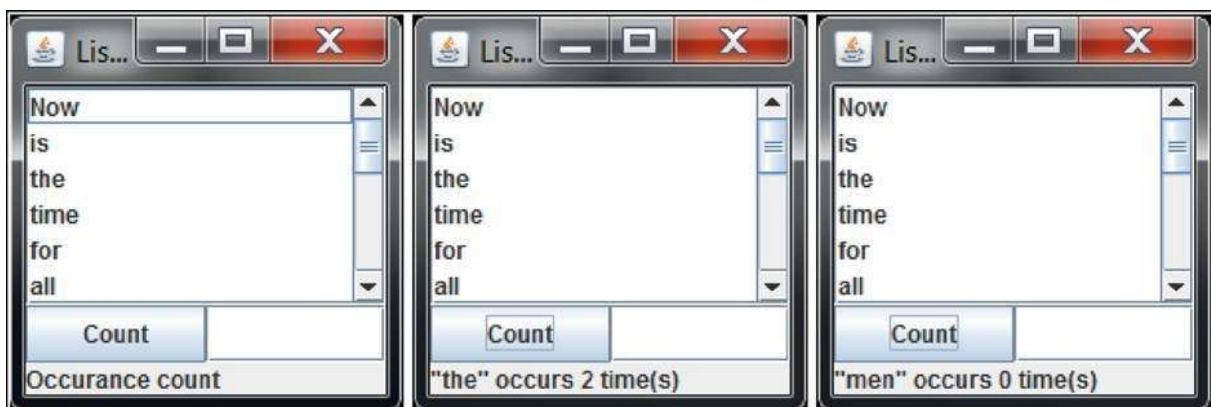 Lis...
Now
is
the
time
for
all
Count
Occurance count
Lis...
Now
is
the
time
for
all
Count
"the" occurs 2 time(s)
Lis...
Now
is
the
time
for
all
Count
"men" occurs 0 time(s)